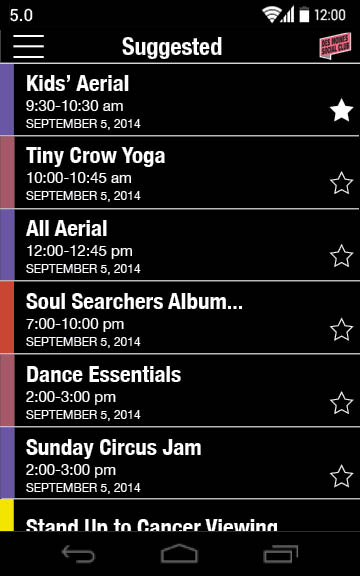 5.0 12:00
Suggested
DES MOINES
SOCIAL CLUB
Kids’ Aerial
9:30-10:30 am
SEPTEMBER 5, 2014
Tiny Crow Yoga
10:00-10:45 am
SEPTEMBER 5, 2014
All Aerial
12:00-12:45 pm
SEPTEMBER 5, 2014
Soul Searchers Album...
7:00-10:00 pm
SEPTEMBER 5, 2014
Dance Essentials
2:00-3:00 pm
SEPTEMBER 5, 2014
Sunday Circus Jam
2:00-3:00 pm
SEPTEMBER 5, 2014
Stand Up to Cancer Viewing